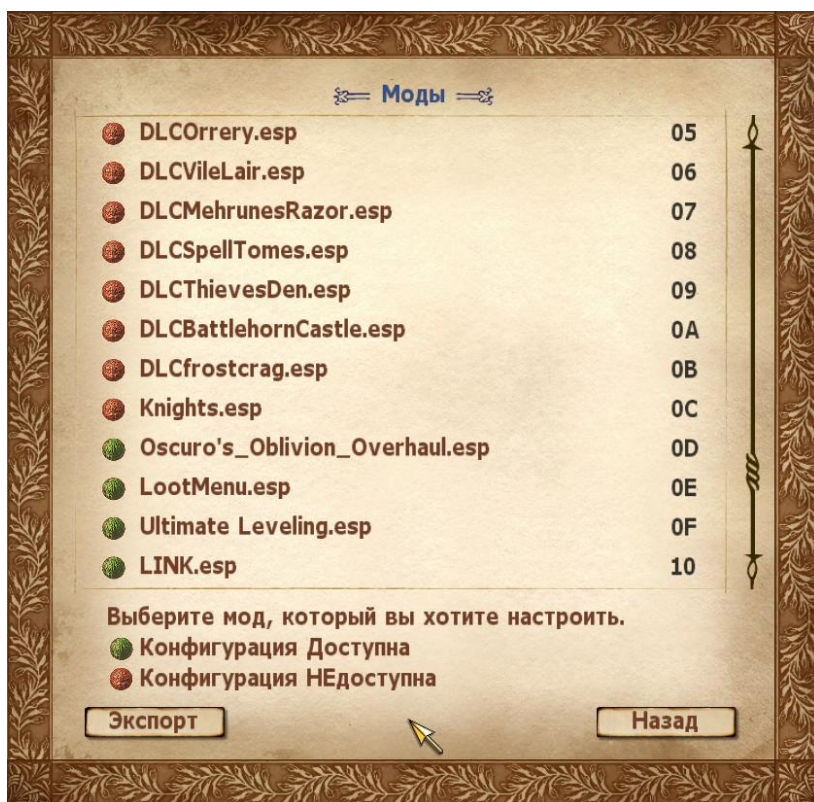 Моды
DLCOrrery.esp 05
DLCVileLair.esp 06
DLCMehrunesRazor.esp 07
DLCSpellTomes.esp 08
DLCThievesDen.esp 09
DLCBattlehornCastle.esp 0A
DLCfrostcrag.esp 0B
Knights.esp 0C
Oscuro's_Oblivion_Overhaul.esp 0D
LootMenu.esp 0E
Ultimate Leveling.esp 0F
LINK.esp 10
Выберите мод, который вы хотите настроить.
Конфигурация Доступна
Конфигурация НЕдоступна
Экспорт Назад